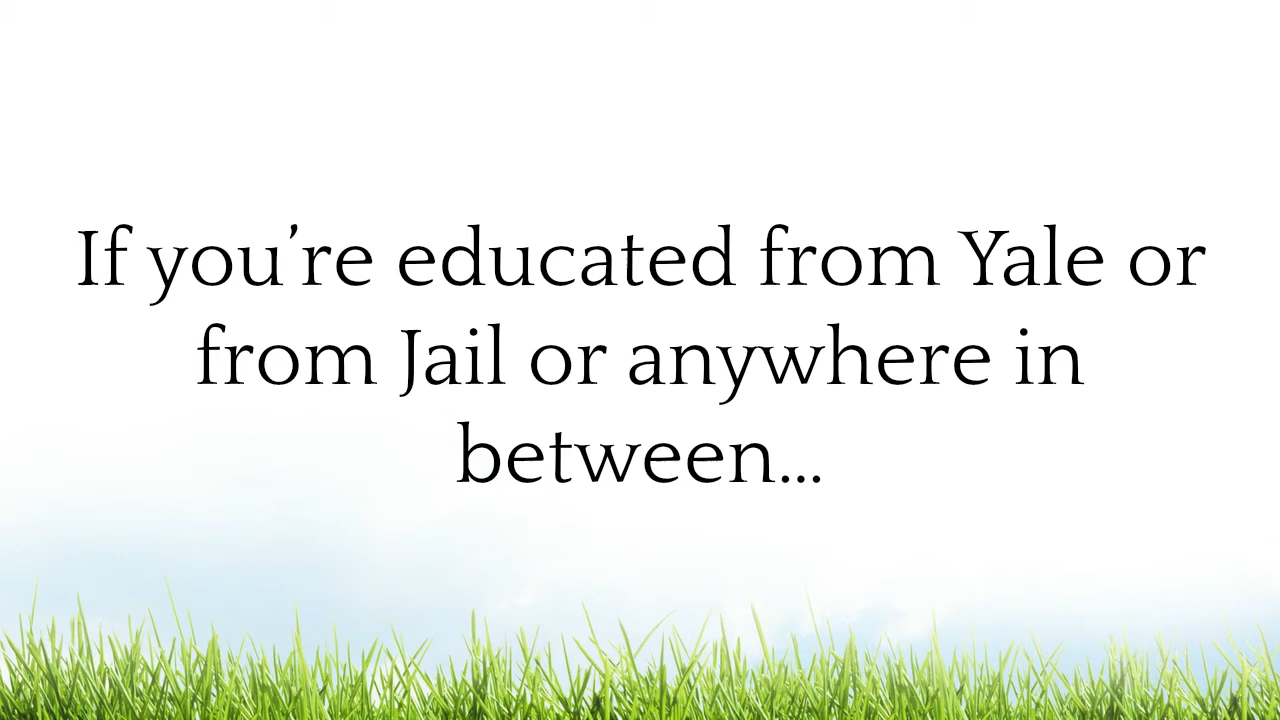 If you’re educated from Yale or
from Jail or anywhere in
between...